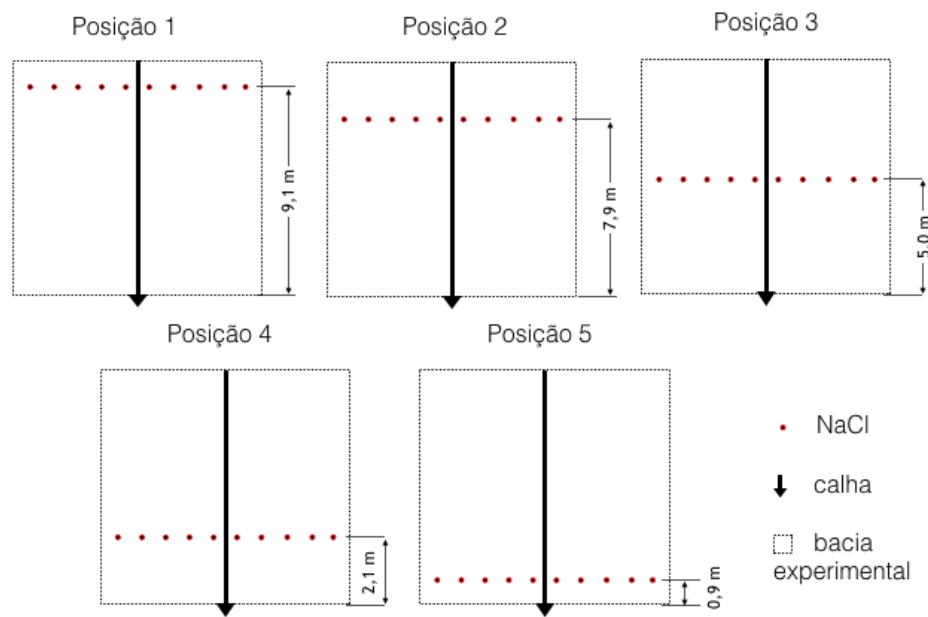 Posição 1
Posição 2
Posição 3
9,1 m
7,9 m
5,0 m
Posição 4
Posição 5
2,1 m
0,9 m
NaCl
calha
bacia
experimental